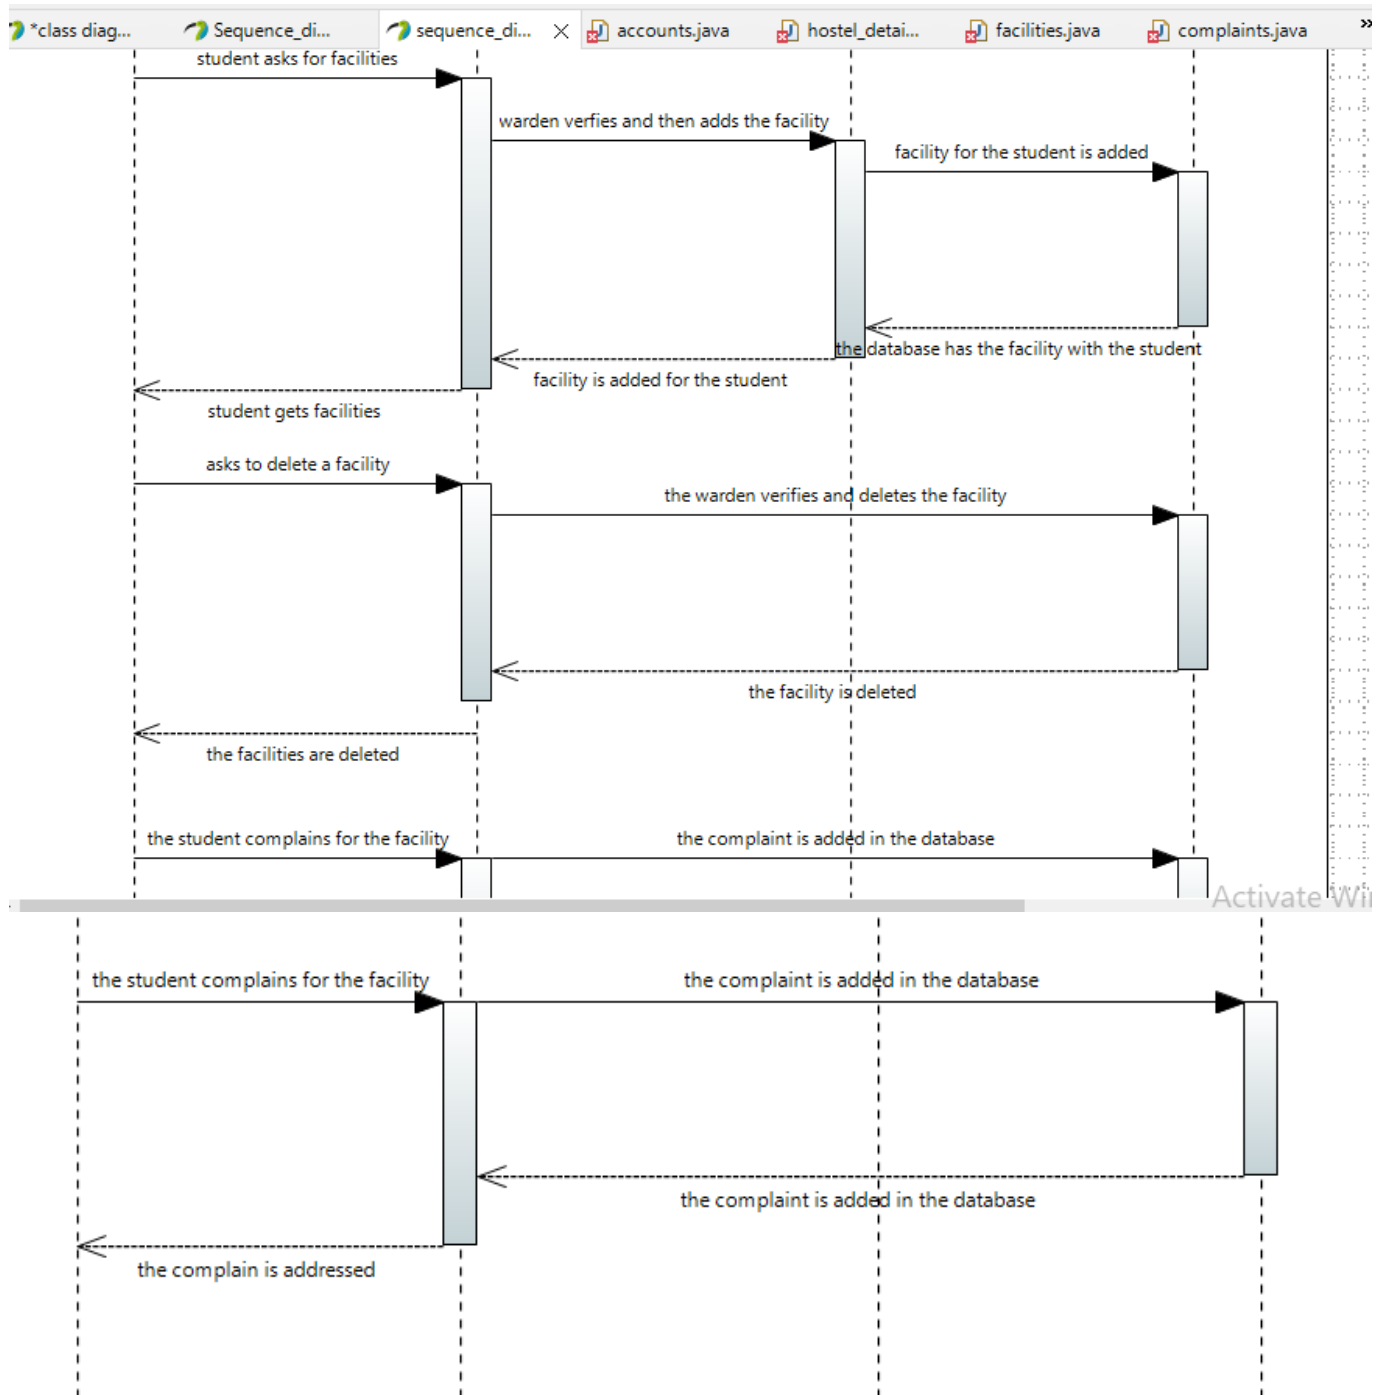 *class diag...
Sequence_di...
sequence_di...
accounts.java
hostel_detai...
facilities.java
complaints.java
»
student asks for facilities
warden verfies and then adds the facility
facility for the student is added
the database has the facility with the student
facility is added for the student
student gets facilities
asks to delete a facility
the warden verifies and deletes the facility
the facility is deleted
the facilities are deleted
the student complains for the facility
the complaint is added in the database
Activate Wi
the student complains for the facility
the complaint is added in the database
the complaint is added in the database
the complain is addressed